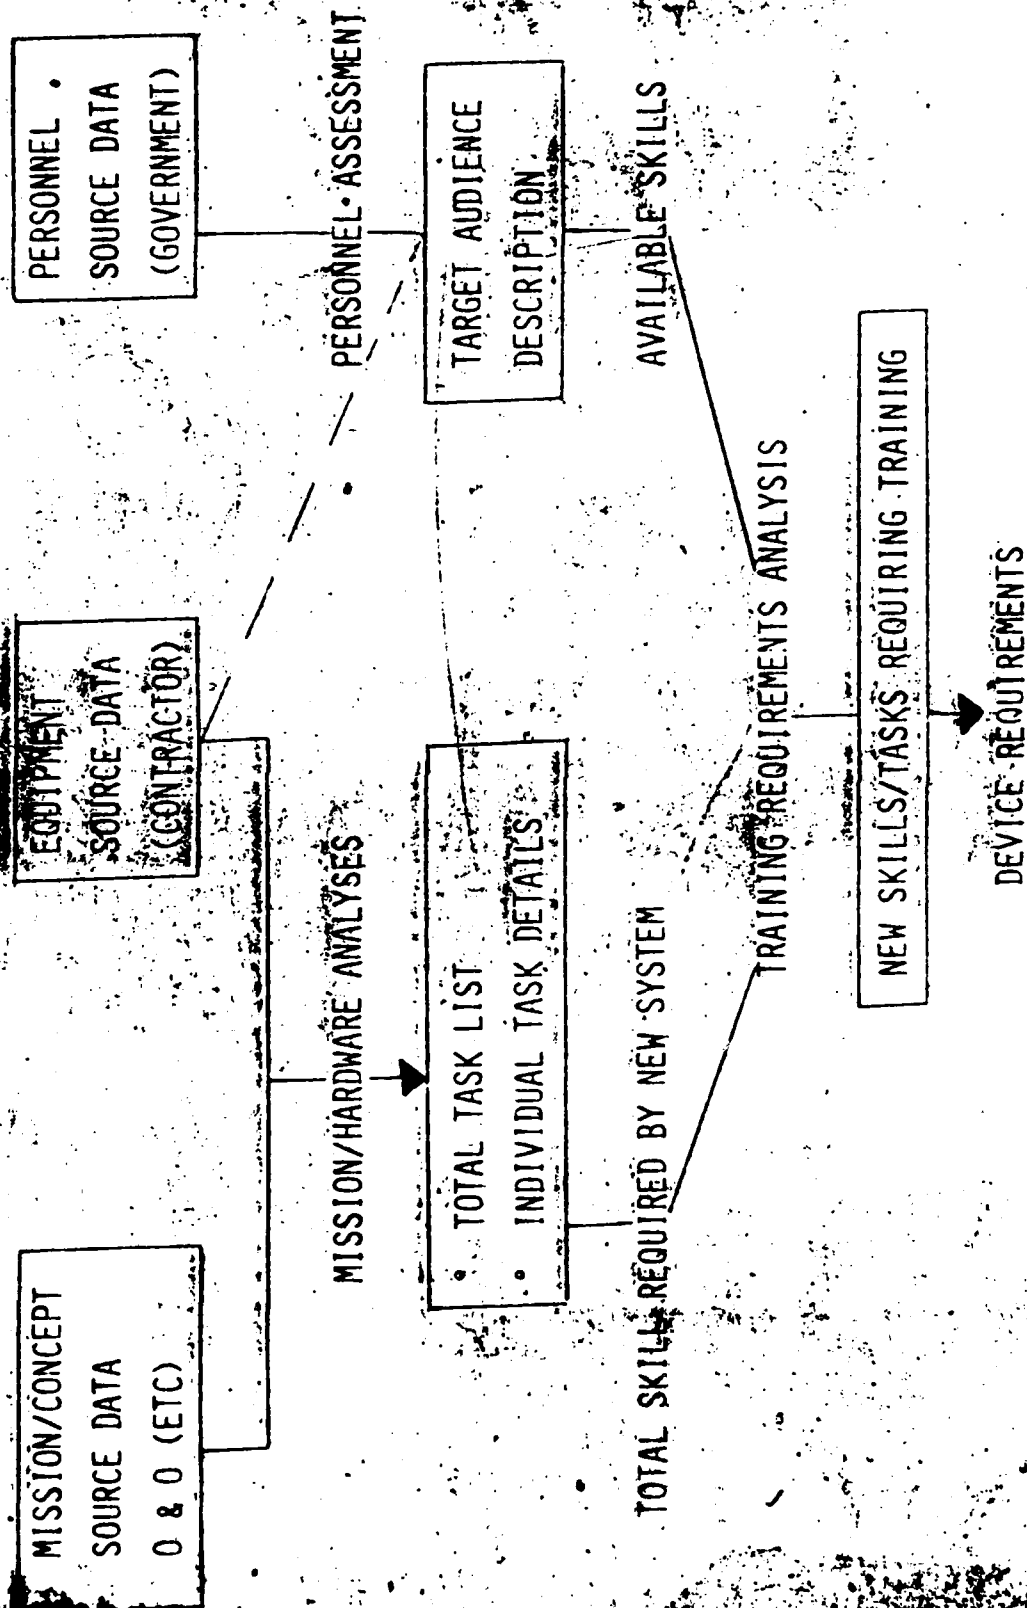 MISSION/CONCEPT
SOURCE DATA
O & O (ETC)
EQUIPMENT
SOURCE DATA
(CONTRACTOR)
PERSONNEL
SOURCE DATA
(GOVERNMENT)
MISSION/HARDWARE ANALYSES
PERSONNEL ASSESSMENT
• TOTAL TASK LIST
• INDIVIDUAL TASK DETAILS
TARGET AUDIENCE
DESCRIPTION
TOTAL SKILL REQUIRED BY NEW SYSTEM
AVAILABLE SKILLS
TRAINING REQUIREMENTS ANALYSIS
NEW SKILLS/TASKS REQUIRING TRAINING
DEVICE REQUIREMENTS